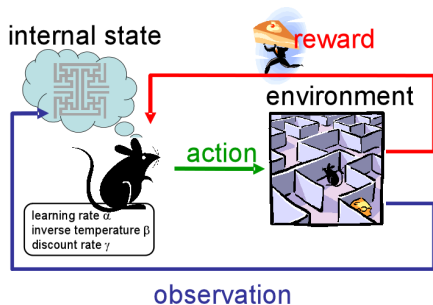 internal state
reward
environment
action
learning rate α
inverse temperature β
discount rate γ
observation